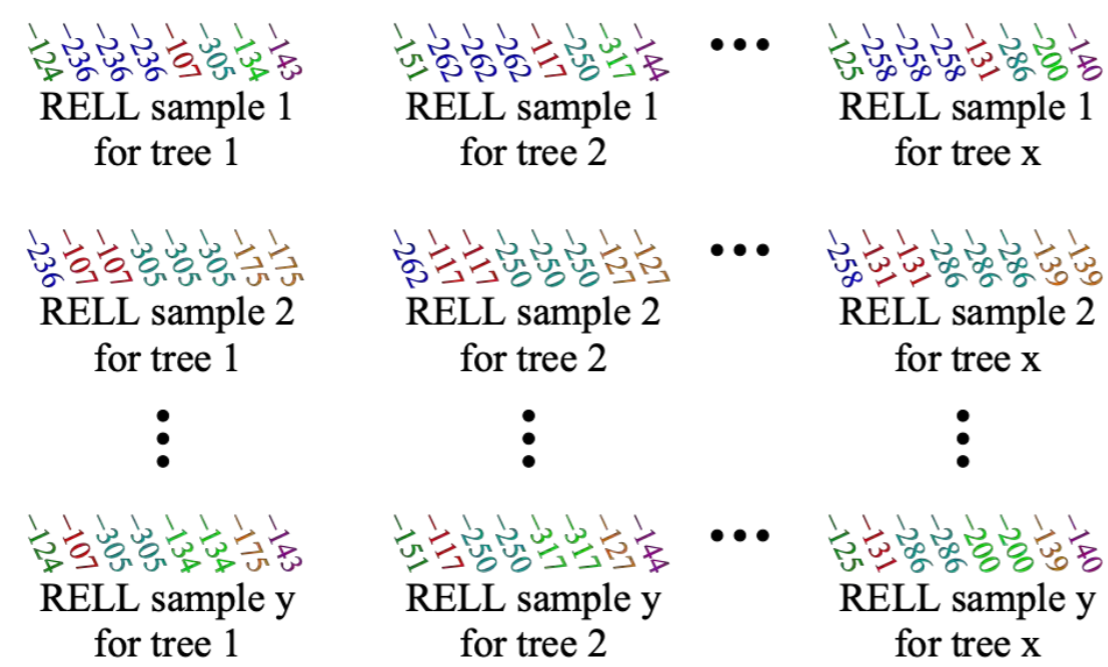 -124 -236 -236 -236 -107 -305 -134 -143
RELL sample 1
for tree 1
-151 -262 -262 -262 -117 -250 -317 -144
RELL sample 1
for tree 2
...
-125 -258 -258 -258 -131 -286 -200 -140
RELL sample 1
for tree x
-236 -107 -107 -305 -305 -305 -175 -175
RELL sample 2
for tree 1
-262 -117 -117 -250 -250 -250 -127 -127
RELL sample 2
for tree 2
...
-258 -131 -131 -286 -286 -286 -139 -139
RELL sample 2
for tree x
-124 -107 -305 -305 -134 -134 -175 -143
RELL sample y
for tree 1
-151 -117 -250 -250 -317 -317 -127 -144
RELL sample y
for tree 2
...
-125 -131 -286 -286 -200 -200 -139 -140
RELL sample y
for tree x